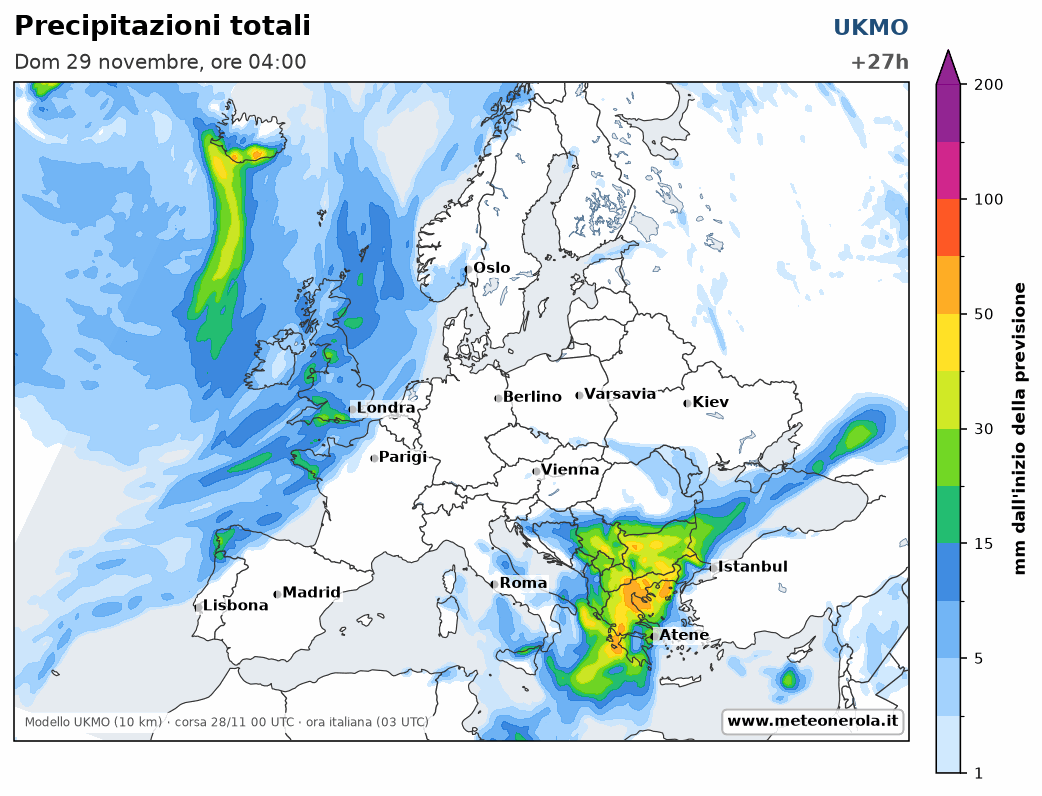 Precipitazioni totali
UKMO
Dom 29 novembre, ore 04:00
+27h
200
100
50
30
15
5
1
mm dall'inizio della previsione
Oslo
Berlino
Varsavia
Kiev
Londra
Parigi
Vienna
Istanbul
Roma
Madrid
Lisbona
Atene
Modello UKMO (10 km) · corsa 28/11 00 UTC · ora italiana (03 UTC)
www.meteonerola.it